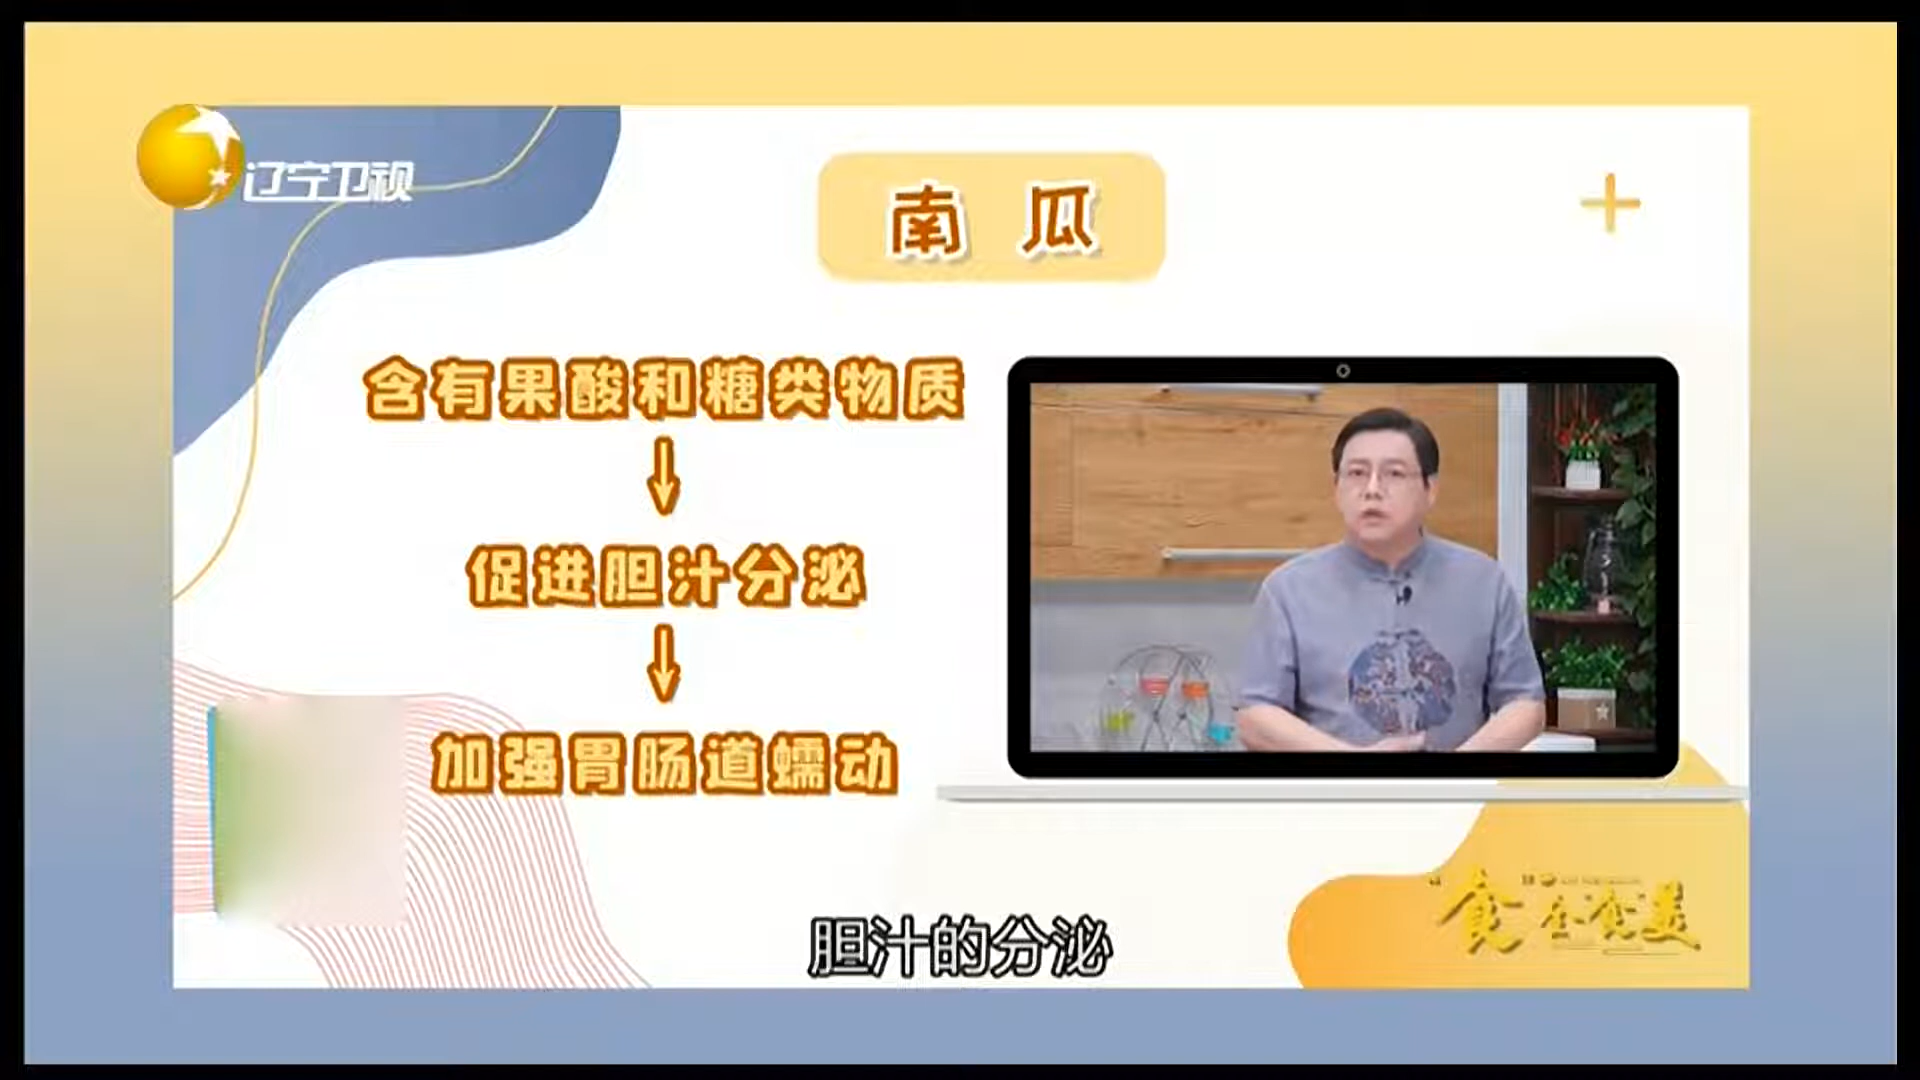 辽宁卫视
南瓜
含有果酸和糖类物质
促进胆汁分泌
加强胃肠道蠕动
食全食美
胆汁的分泌